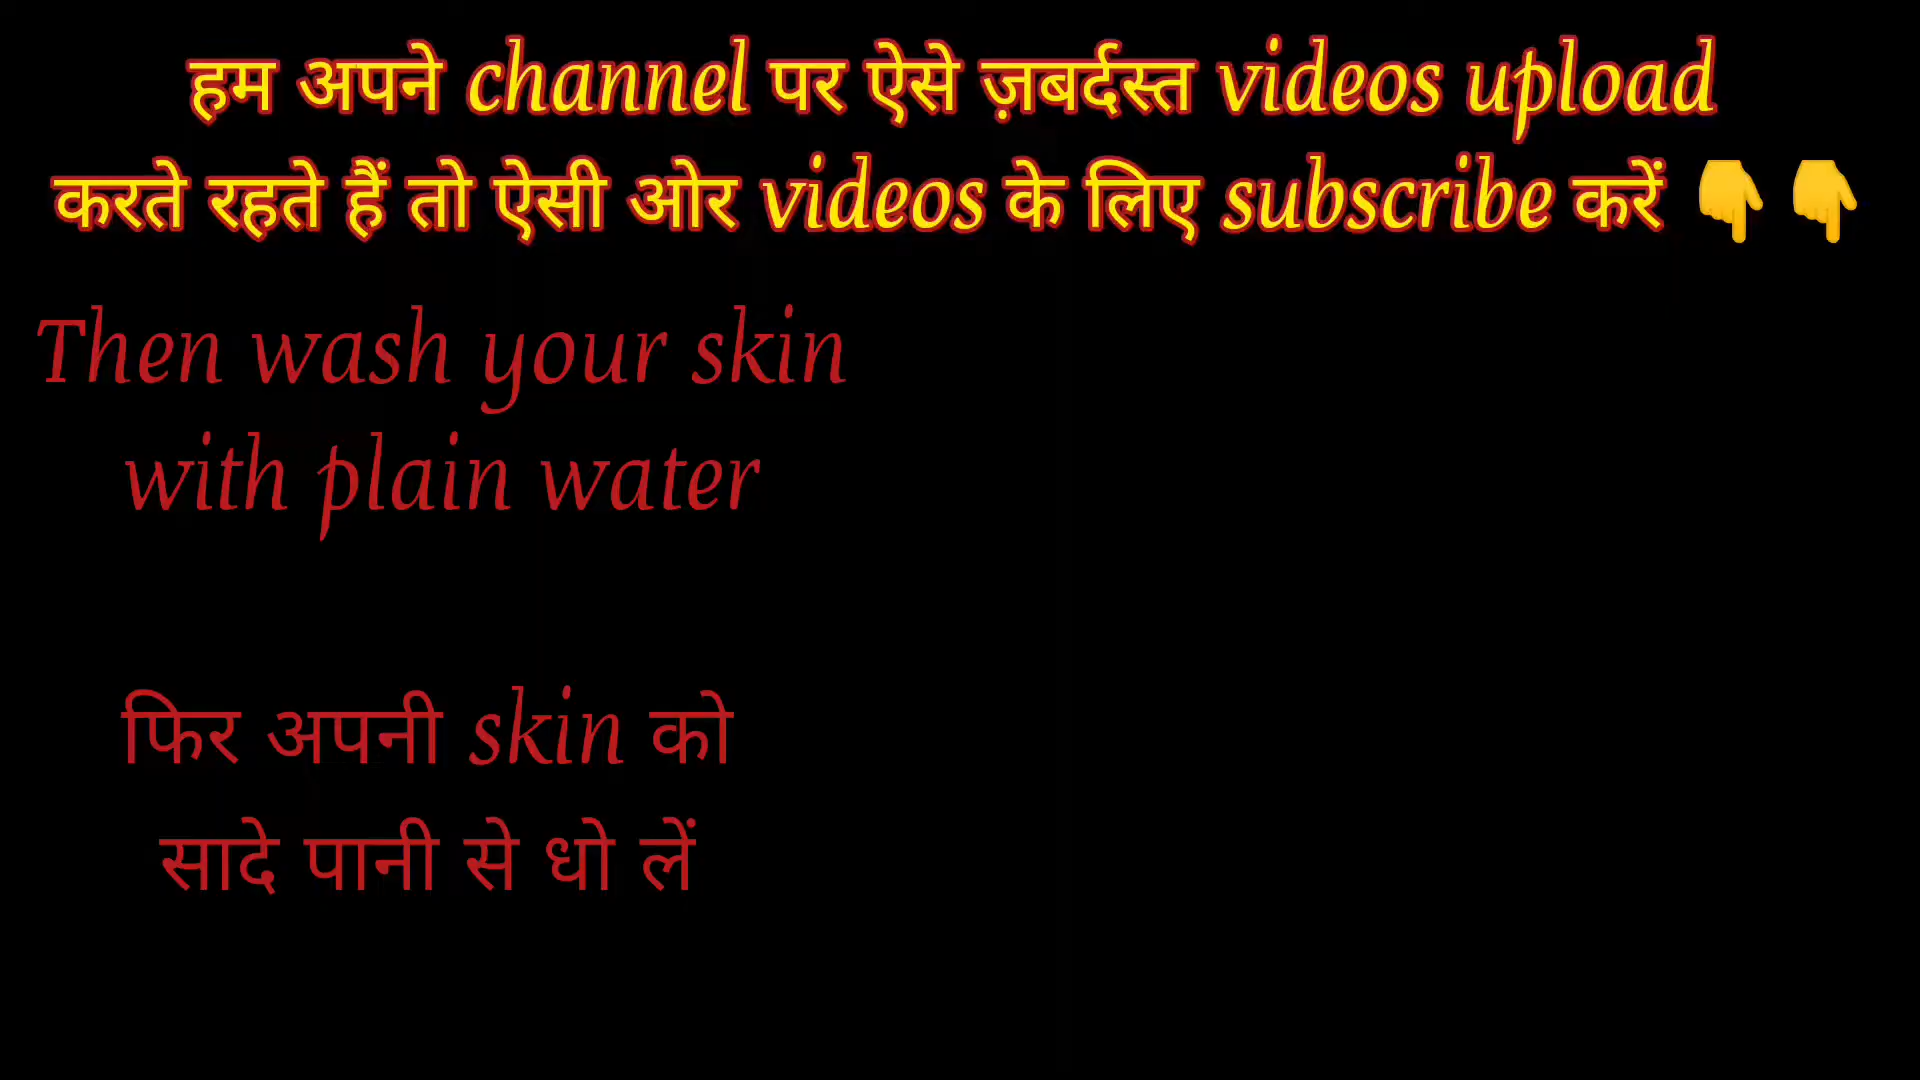 हम अपने channel पर ऐसे ज़बर्दस्त videos upload
करते रहते हैं तो ऐसी ओर videos के लिए subscribe करें 👇 👇
Then wash your skin
with plain water
फिर अपनी skin को
सादे पानी से धो लें